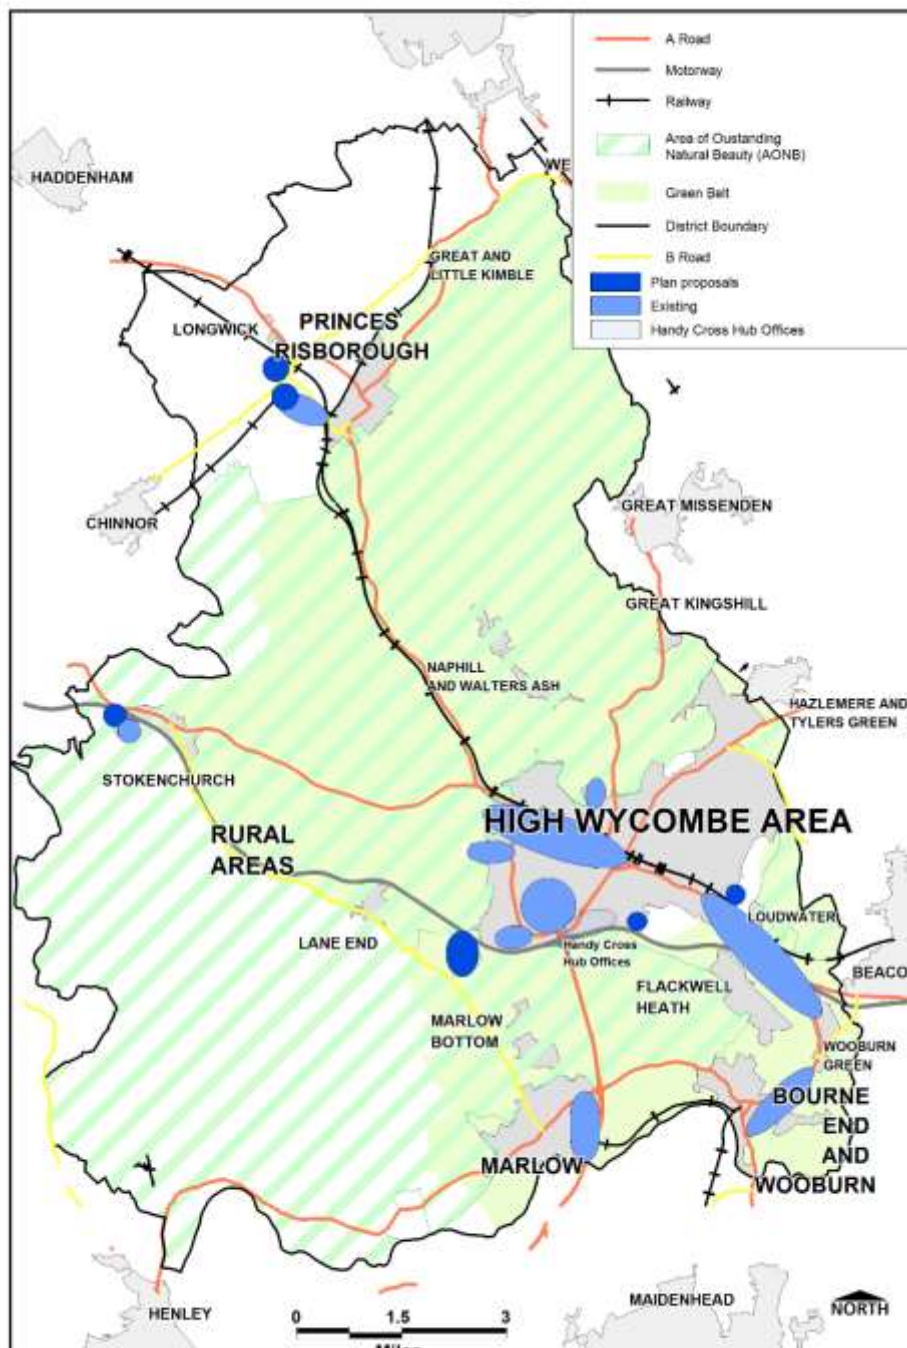 A Road
Motorway
Railway
Area of Oustanding
Natural Beauty (AONB)
Green Belt
District Boundary
B Road
Plan proposals
Existing
Handy Cross Hub Offices
HADDENHAM
WE
GREAT AND
LITTLE KIMBLE
LONGWICK
PRINCES
RISBOROUGH
CHINNOR
GREAT MISSENDEN
GREAT KINGSHILL
NAPHILL
AND WALTERS ASH
HAZLEMERE AND
TYLERS GREEN
STOKENCHURCH
HIGH WYCOMBE AREA
RURAL
AREAS
LOUDWATER
LANE END
Handy Cross
Hub Offices
BEACO
FLACKWELL
HEATH
MARLOW
BOTTOM
WOOBURN
GREEN
BOURNE
END
AND
WOOBURN
MARLOW
HENLEY
MAIDENHEAD
NORTH
0 1.5 3
Miles